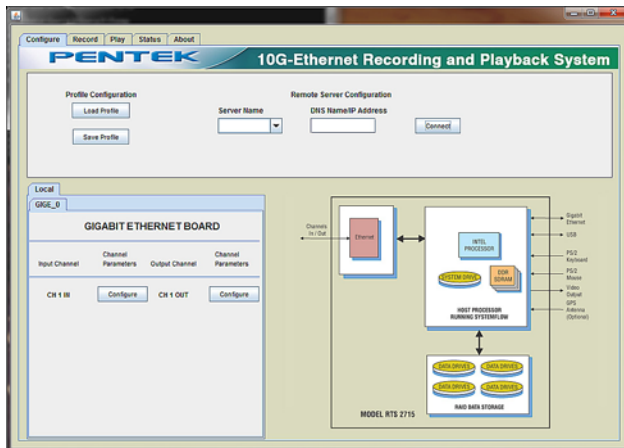 Configure Record Play Status About
PENTEK 10G-Ethernet Recording and Playback System
Profile Configuration Remote Server Configuration
Load Profile Server Name DNS Name/IP Address
Connect
Save Profile
Local
GIGE_0
GIGABIT ETHERNET BOARD
Input Channel Channel Parameters Output Channel Channel Parameters
CH 1 IN Configure CH 1 OUT Configure
Channels
In / Out
Ethernet
INTEL
PROCESSOR
SYSTEM DRIVE
DDR
SDRAM
HOST PROCESSOR
RUNNING SYSTEMFLOW
Gigabit
Ethernet
USB
PS/2
Keyboard
PS/2
Mouse
Video
Output
GPS
Antenna
(Optional)
DATA DRIVES DATA DRIVES
DATA DRIVES DATA DRIVES
RAID DATA STORAGE
MODEL RTS 2715